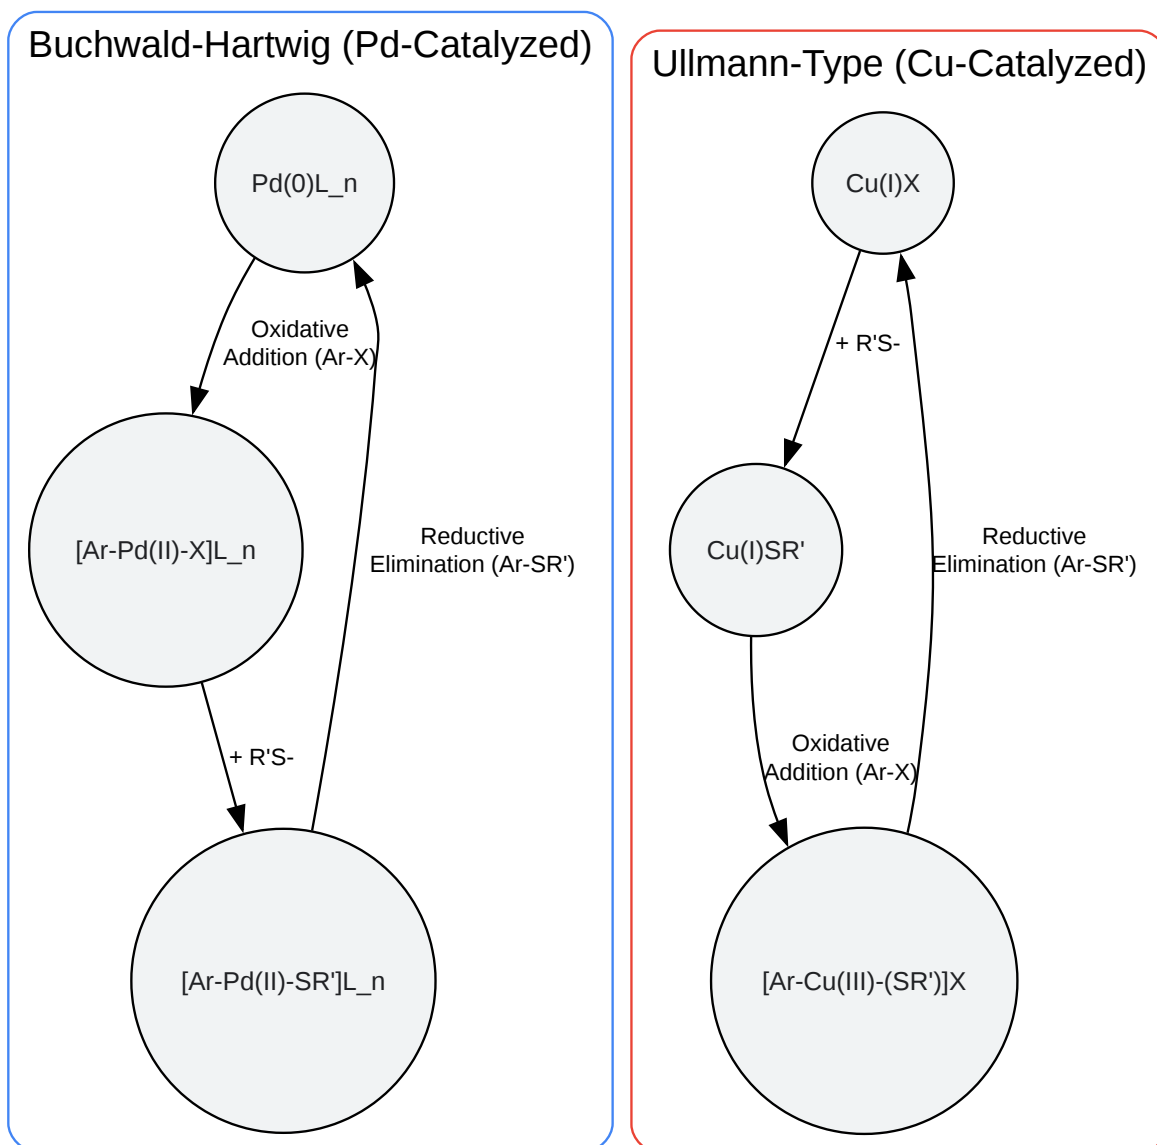 Buchwald-Hartwig (Pd-Catalyzed)
Pd(0)L_n
Oxidative
Addition (Ar-X)
[Ar-Pd(II)-X]L_n
Reductive
Elimination (Ar-SR')
+ R'S-
[Ar-Pd(II)-SR']L_n
Ullmann-Type (Cu-Catalyzed)
Cu(I)X
+ R'S-
Cu(I)SR'
Reductive
Elimination (Ar-SR')
Oxidative
Addition (Ar-X)
[Ar-Cu(III)-(SR')]X